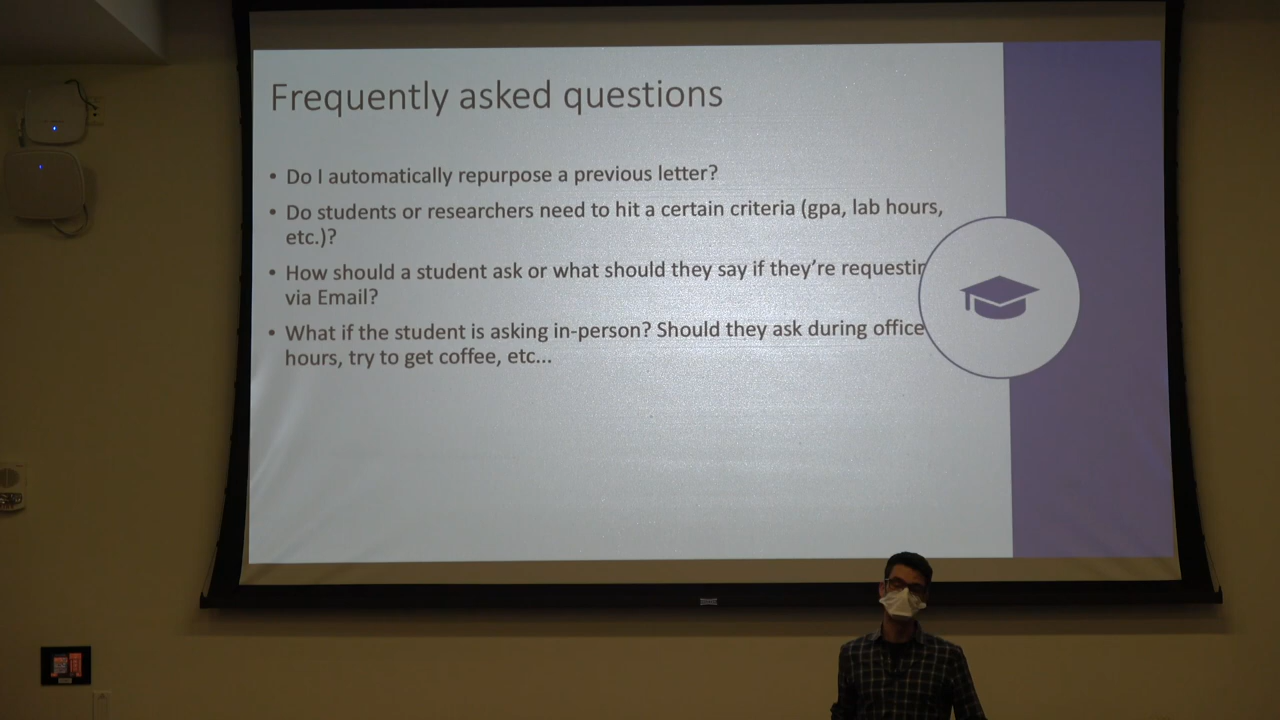 Frequently asked questions
• Do I automatically repurpose a previous letter?
• Do students or researchers need to hit a certain criteria (gpa, lab hours,
etc.)?
• How should a student ask or what should they say if they're
via Email?
• What if the student is asking in-person? Should they ask during office
hours, try to get coffee, etc...